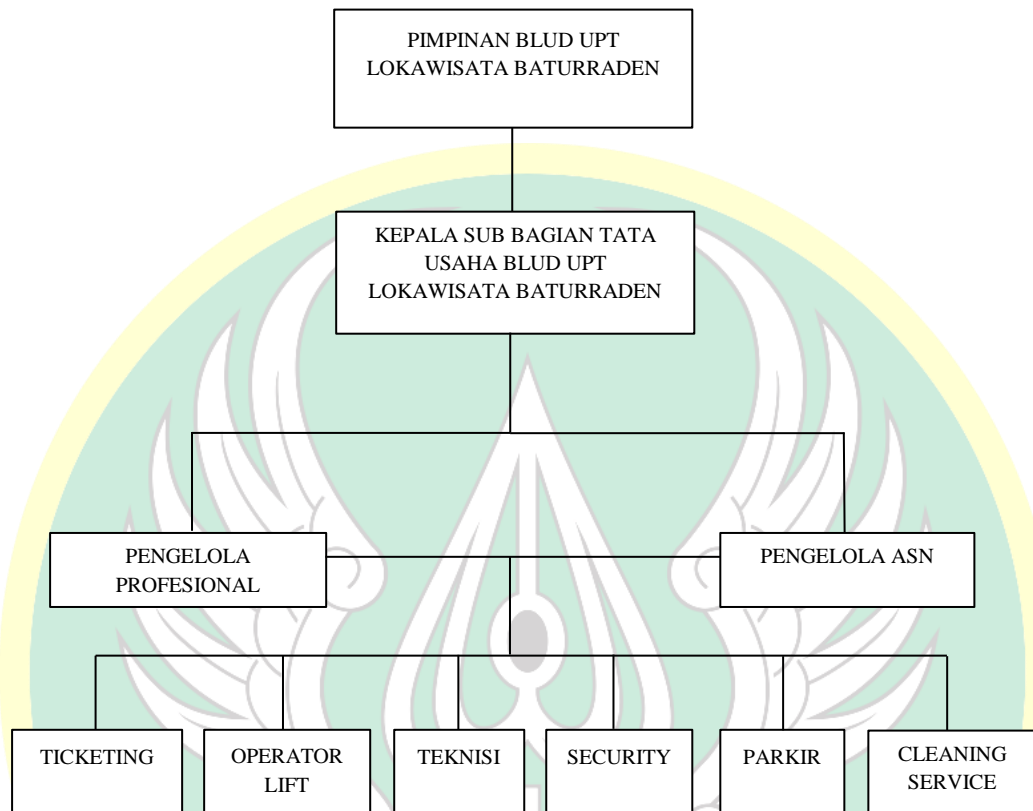 PIMPINAN BLUD UPT
LOKAWISATA BATURRADEN
KEPALA SUB BAGIAN TATA
USAHA BLUD UPT
LOKAWISATA BATURRADEN
PENGELOLA
PROFESIONAL
PENGELOLA ASN
TICKETING
OPERATOR
LIFT
TEKNISI
SECURITY
PARKIR
CLEANING
SERVICE